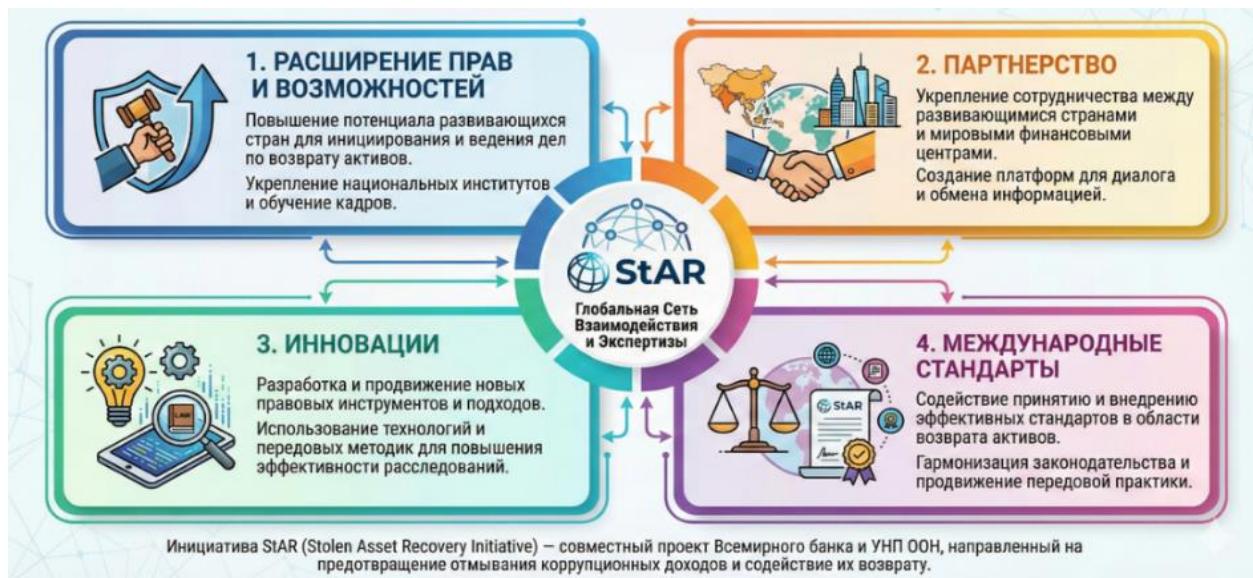 1. РАСШИРЕНИЕ ПРАВ
И ВОЗМОЖНОСТЕЙ
Повышение потенциала развивающихся
стран для инициирования и ведения дел
по возврату активов.
Укрепление национальных институтов
и обучение кадров.
2. ПАРТНЕРСТВО
Укрепление сотрудничества между
развивающимися странами
и мировыми финансовыми
центрами.
Создание платформ для диалога
и обмена информацией.
StAR
Глобальная Сеть
Взаимодействия
и Экспертизы
3. ИННОВАЦИИ
Разработка и продвижение новых
правовых инструментов и подходов.
Использование технологий и
передовых методик для повышения
эффективности расследований.
LAW
4. МЕЖДУНАРОДНЫЕ
СТАНДАРТЫ
Содействие принятию и внедрению
эффективных стандартов в области
возврата активов.
Гармонизация законодательства и
продвижение передовой практики.
StAR
Инициатива StAR (Stolen Asset Recovery Initiative) — совместный проект Всемирного банка и УНП ООН, направленный на
предотвращение отмывания коррупционных доходов и содействие их возврату.